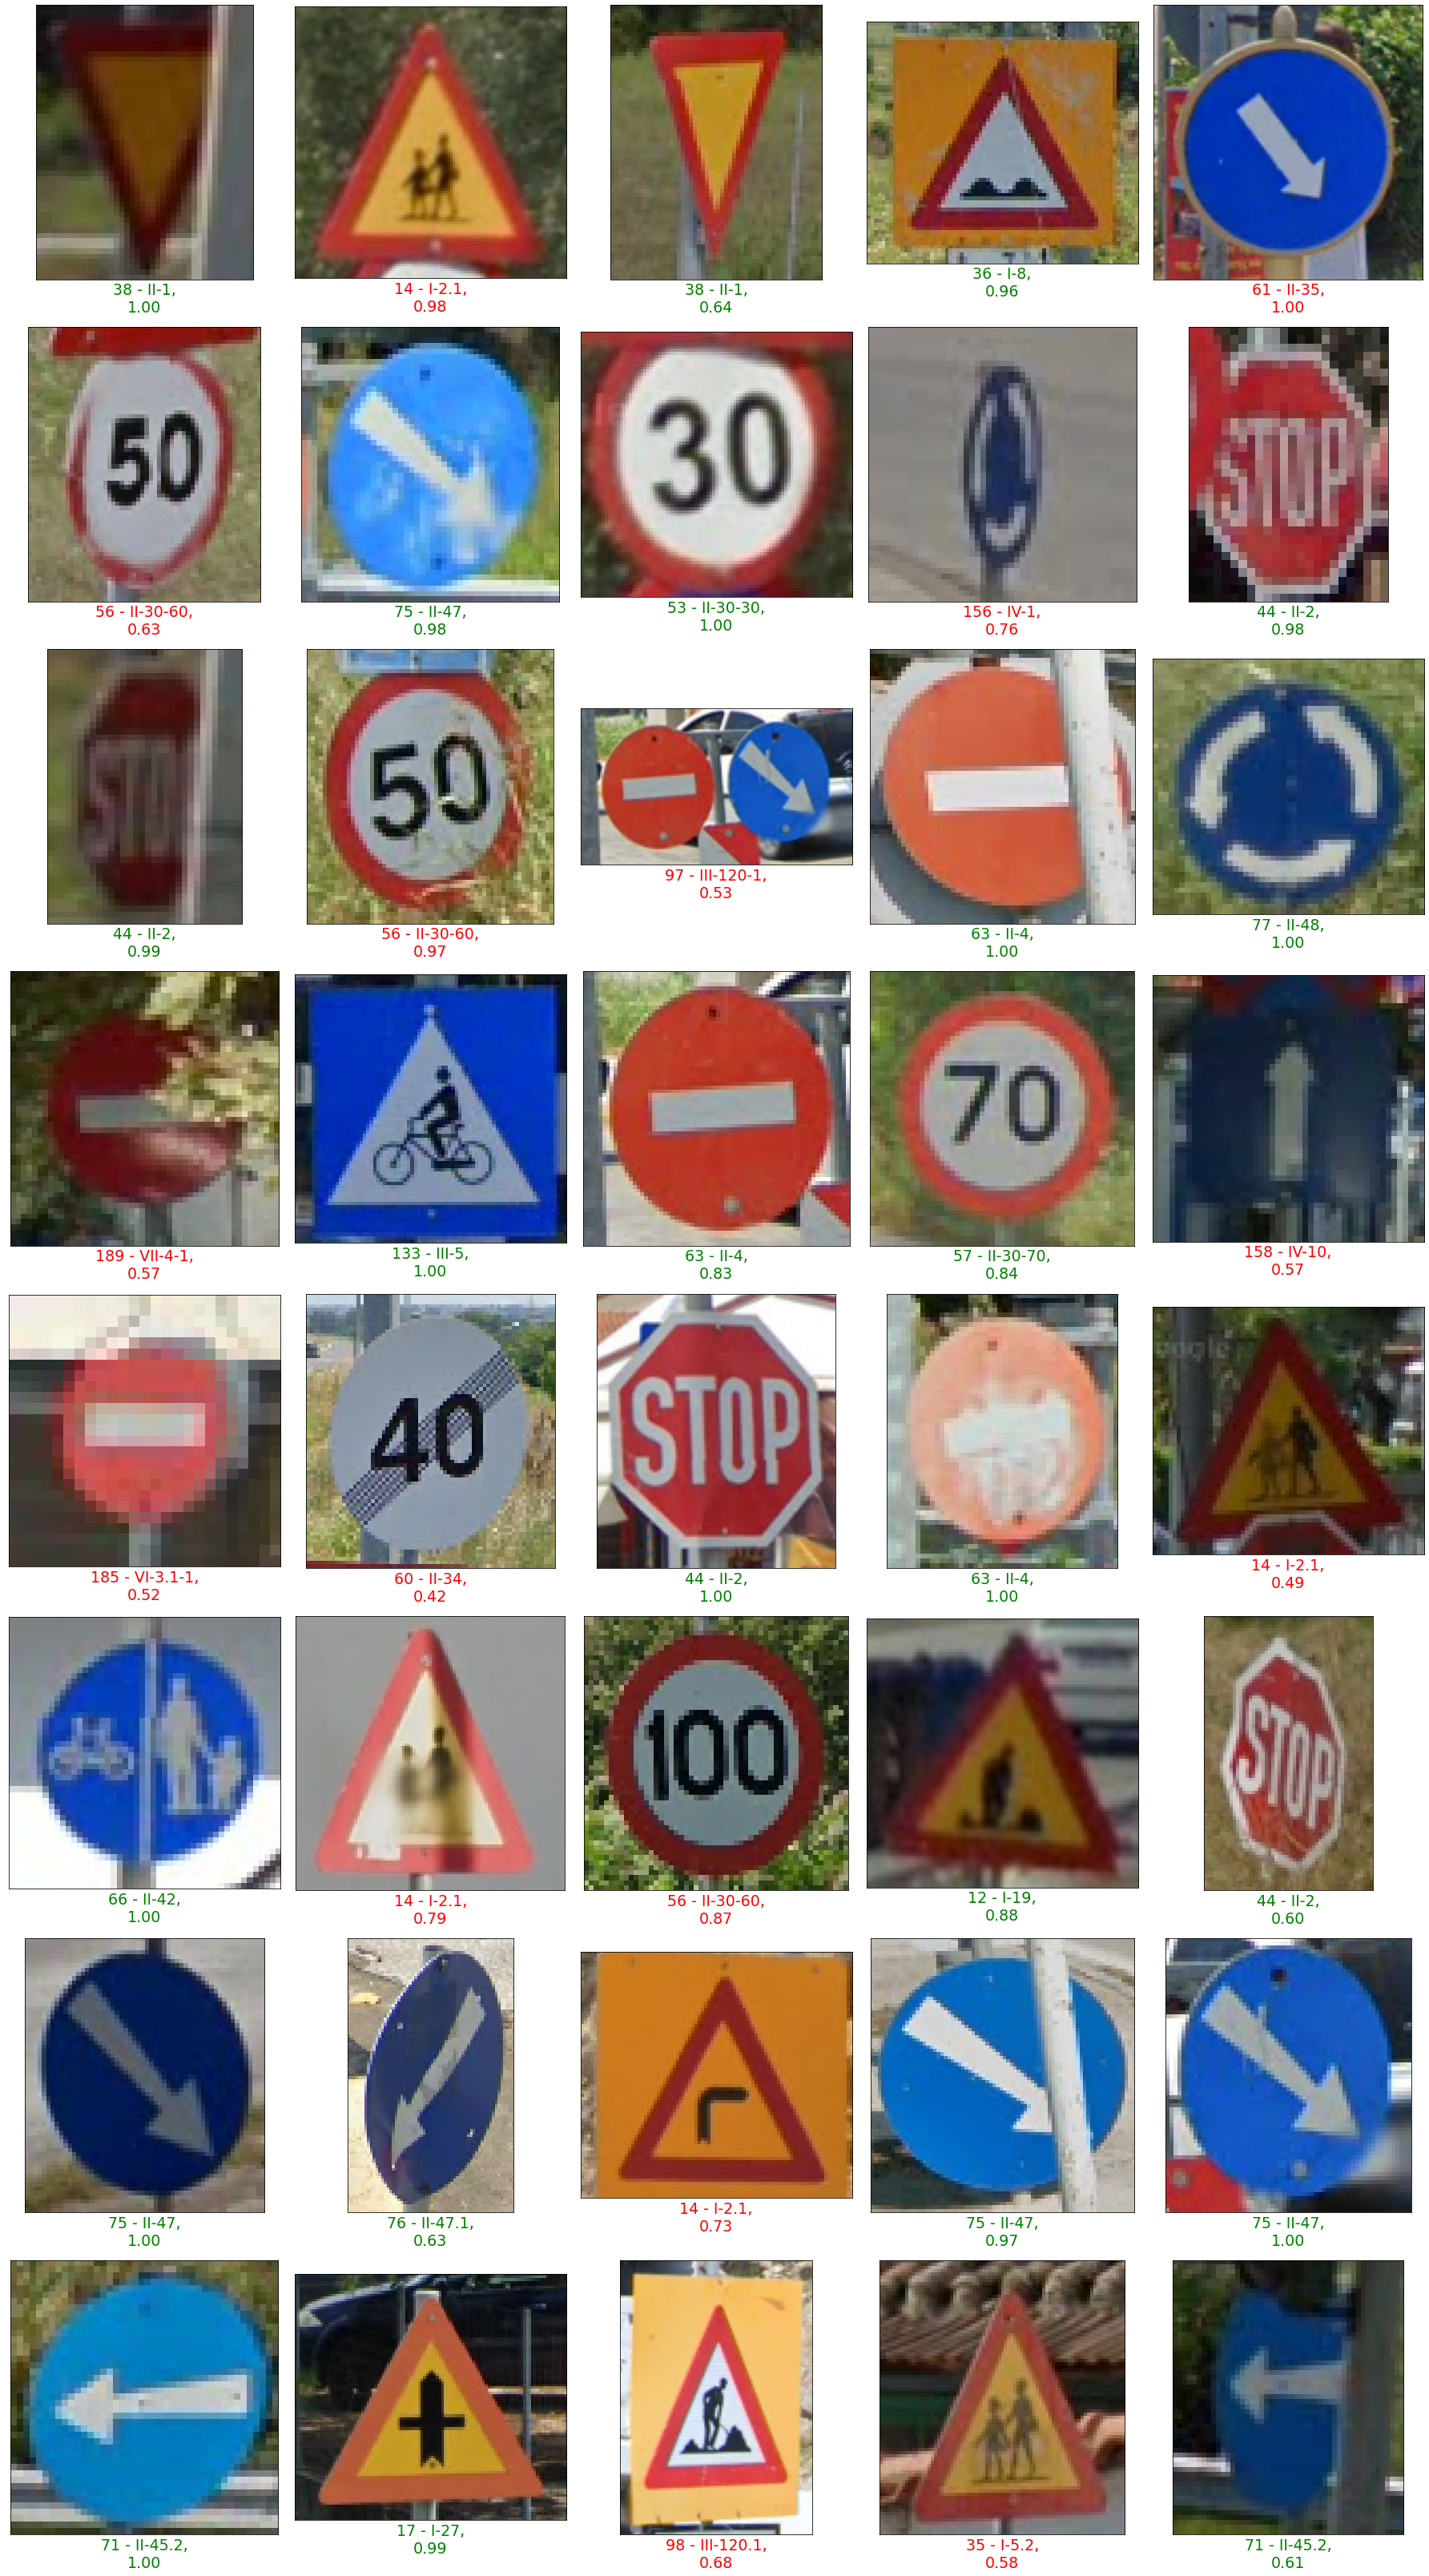 38 - II-1,
1.00
14 - I-2.1,
0.98
38 - II-1,
0.64
36 - I-8,
0.96
61 - II-35,
1.00
50
56 - II-30-60,
0.63
75 - II-47,
0.98
30
53 - II-30-30,
1.00
156 - IV-1,
0.76
STOP
44 - II-2,
0.98
STOP
44 - II-2,
0.99
50
56 - II-30-60,
0.97
97 - III-120-1,
0.53
63 - II-4,
1.00
77 - II-48,
1.00
189 - VII-4-1,
0.57
133 - III-5,
1.00
63 - II-4,
0.83
70
57 - II-30-70,
0.84
158 - IV-10,
0.57
185 - VI-3.1-1,
0.52
40
60 - II-34,
0.42
STOP
44 - II-2,
1.00
63 - II-4,
1.00
14 - I-2.1,
0.49
66 - II-42,
1.00
14 - I-2.1,
0.79
100
56 - II-30-60,
0.87
12 - I-19,
0.88
STOP
44 - II-2,
0.60
75 - II-47,
1.00
76 - II-47.1,
0.63
14 - I-2.1,
0.73
75 - II-47,
0.97
75 - II-47,
1.00
71 - II-45.2,
1.00
17 - I-27,
0.99
98 - III-120.1,
0.68
35 - I-5.2,
0.58
71 - II-45.2,
0.61